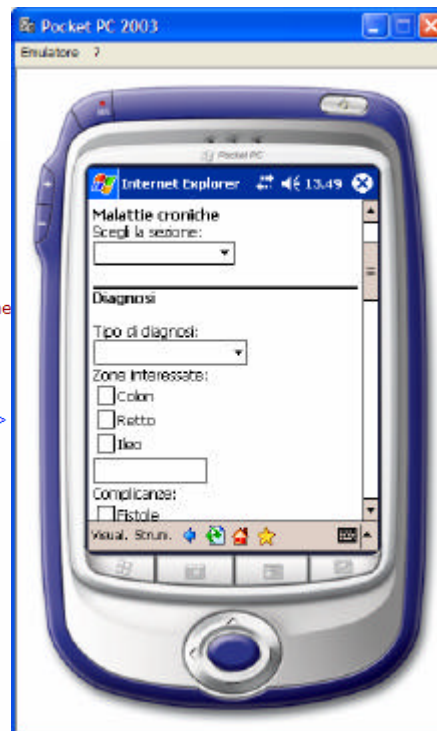 Pocket PC 2003
Emulatore ?
Pocket PC
Internet Explorer 13.49
Malattie croniche
Scegli la sezione:
Diagnosi
Tipo di diagnosi:
Zone interessate:
Colon
Retto
Ileo
Complicanze:
Fistole
Visual. Strum.
ne
>